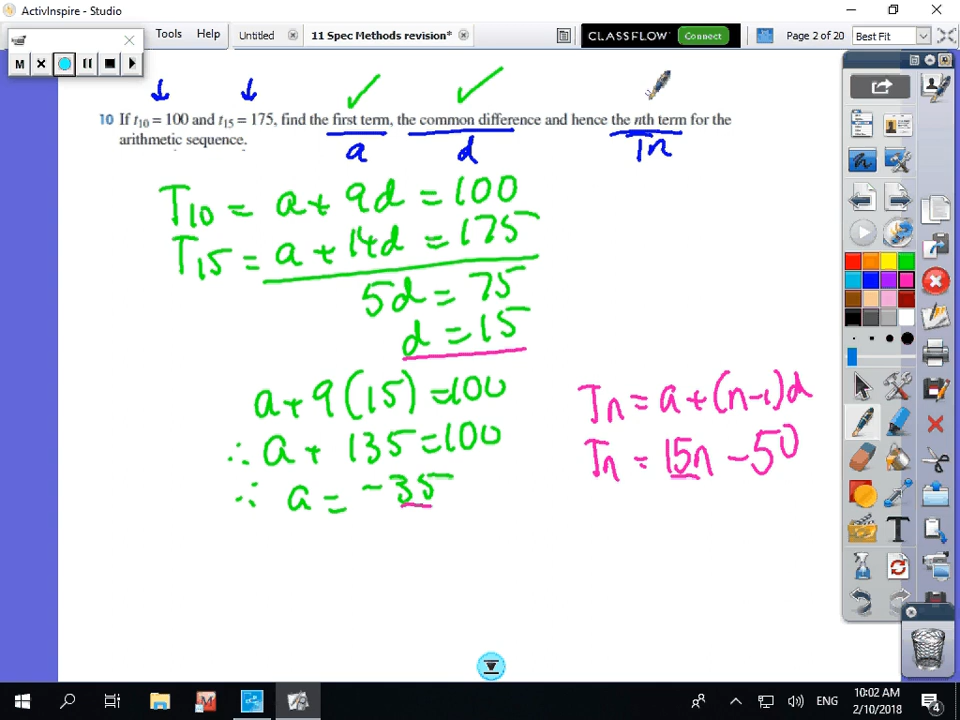 ActivInspire - Studio
Tools Help Untitled 11 Spec Methods revision* CLASSFLOW Connect Page 2 of 20 Best Fit
M
10 If t10 = 100 and t15 = 175, find the first term, the common difference and hence the nth term for the
arithmetic sequence.
a d Tn
T10 = a + 9d = 100
T15 = a + 14d = 175
5d = 75
d = 15
a + 9(15) = 100
∴ a + 135 = 100
∴ a = -35
Tn = a + (n-1)d
Tn = 15n - 50
T
ENG
10:02 AM
2/10/2018
4